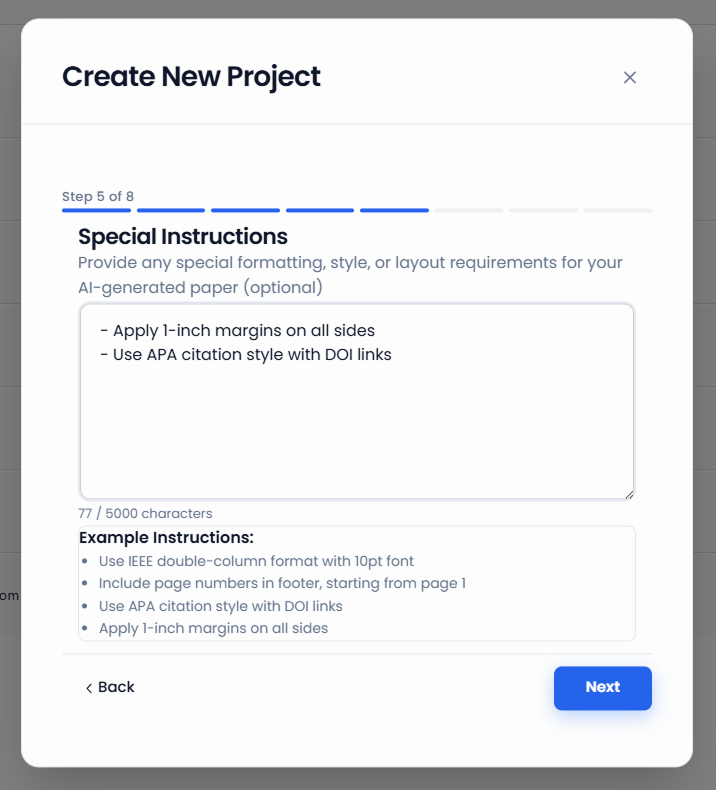 Create New Project
Step 5 of 8
Special Instructions
Provide any special formatting, style, or layout requirements for your
AI-generated paper (optional)
- Apply 1-inch margins on all sides
- Use APA citation style with DOI links
77 / 5000 characters
Example Instructions:
• Use IEEE double-column format with 10pt font
• Include page numbers in footer, starting from page 1
• Use APA citation style with DOI links
• Apply 1-inch margins on all sides
om
Back
Next